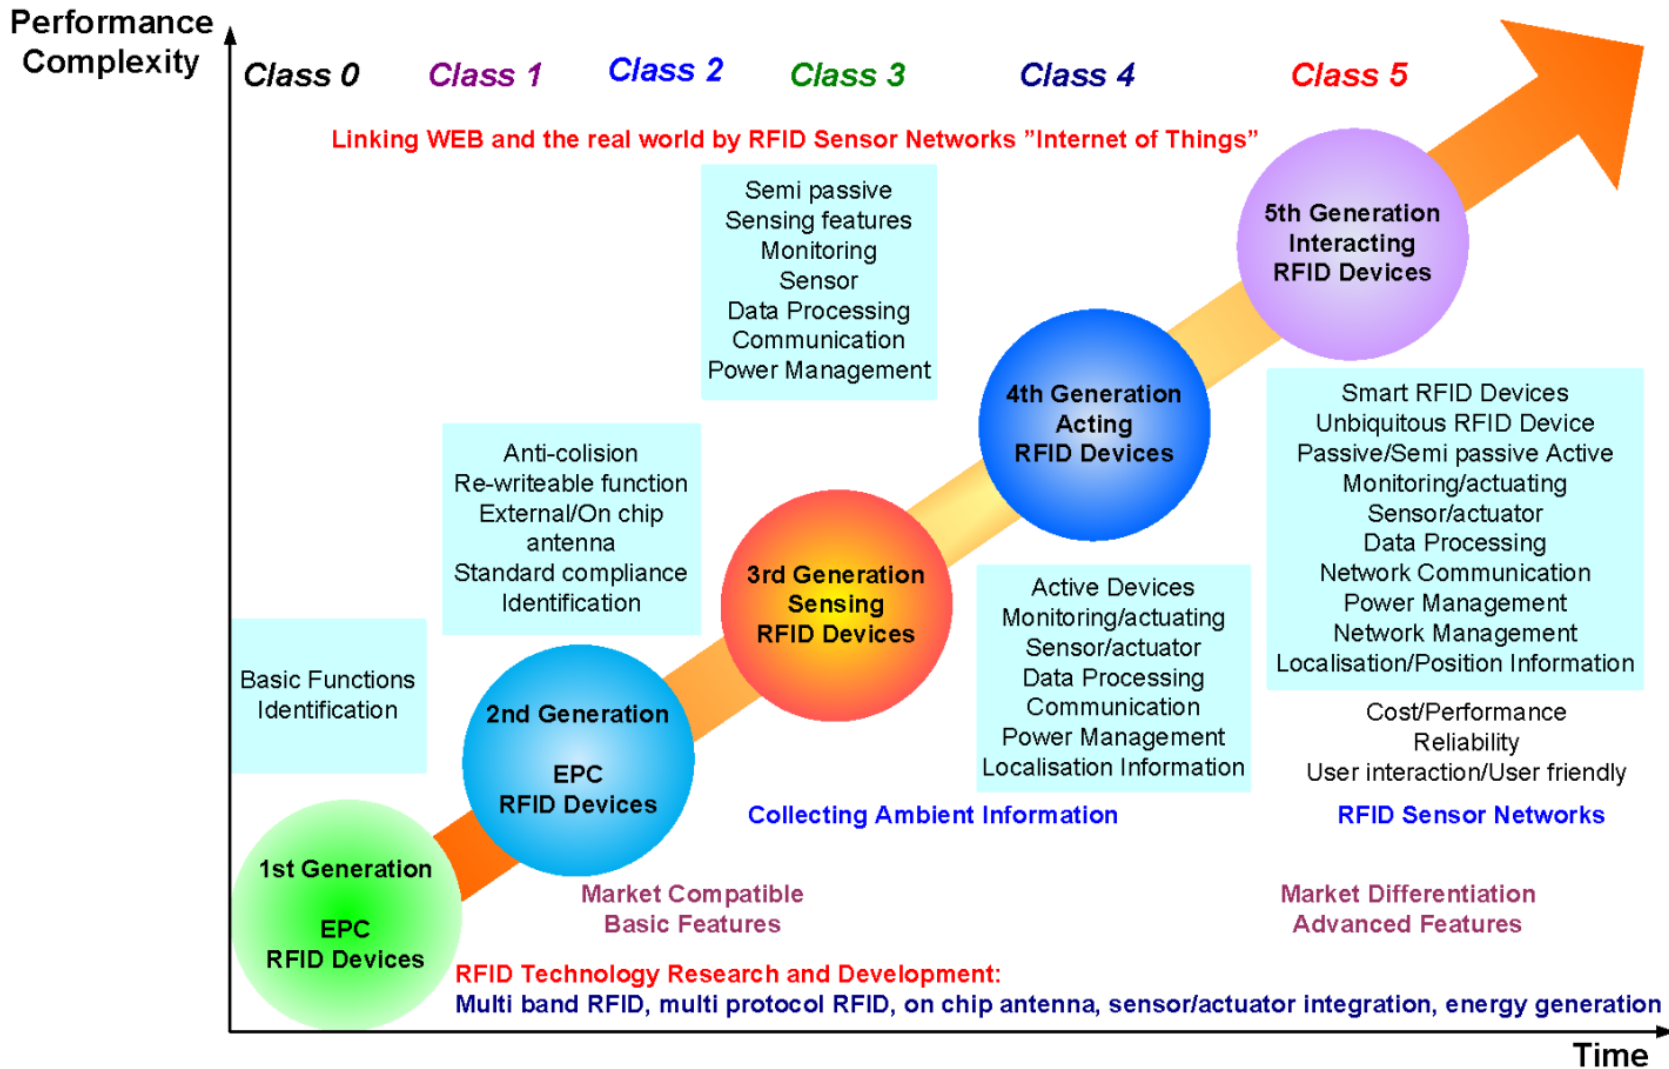 Performance
Complexity
Class 0
Class 1
Class 2
Class 3
Class 4
Class 5
Linking WEB and the real world by RFID Sensor Networks ”Internet of Things”
Semi passive
Sensing features
Monitoring
Sensor
Data Processing
Communication
Power Management
5th Generation
Interacting
RFID Devices
4th Generation
Acting
RFID Devices
Anti-colision
Re-writeable function
External/On chip
antenna
Standard compliance
Identification
3rd Generation
Sensing
RFID Devices
Smart RFID Devices
Unbiquitous RFID Device
Passive/Semi passive Active
Monitoring/actuating
Sensor/actuator
Data Processing
Network Communication
Power Management
Network Management
Localisation/Position Information
Active Devices
Monitoring/actuating
Sensor/actuator
Data Processing
Communication
Power Management
Localisation Information
Basic Functions
Identification
2nd Generation
EPC
RFID Devices
Cost/Performance
Reliability
User interaction/User friendly
Collecting Ambient Information
RFID Sensor Networks
1st Generation
EPC
RFID Devices
Market Compatible
Basic Features
Market Differentiation
Advanced Features
RFID Technology Research and Development:
Multi band RFID, multi protocol RFID, on chip antenna, sensor/actuator integration, energy generation
Time